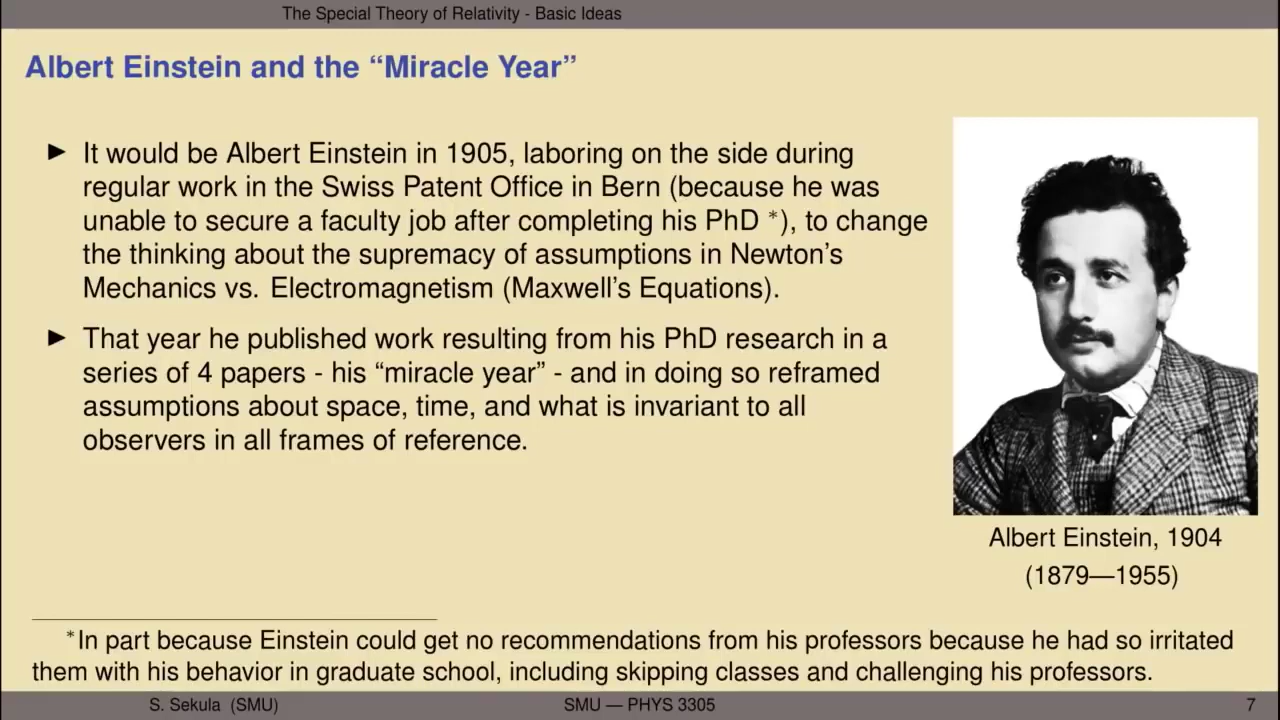 The Special Theory of Relativity - Basic Ideas
Albert Einstein and the “Miracle Year”
▶ It would be Albert Einstein in 1905, laboring on the side during
regular work in the Swiss Patent Office in Bern (because he was
unable to secure a faculty job after completing his PhD *), to change
the thinking about the supremacy of assumptions in Newton’s
Mechanics vs. Electromagnetism (Maxwell’s Equations).
▶ That year he published work resulting from his PhD research in a
series of 4 papers - his “miracle year” - and in doing so reframed
assumptions about space, time, and what is invariant to all
observers in all frames of reference.
Albert Einstein, 1904
(1879—1955)
*In part because Einstein could get no recommendations from his professors because he had so irritated
them with his behavior in graduate school, including skipping classes and challenging his professors.
S. Sekula (SMU) SMU — PHYS 3305 7